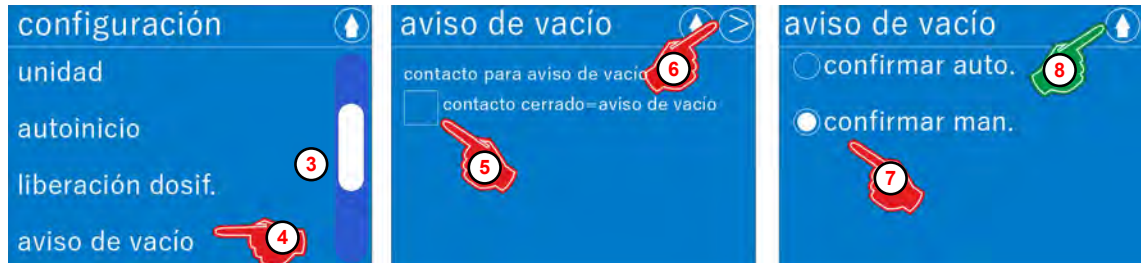 configuración
unidad
autoinicio
3
liberación dosif.
aviso de vacío
4
aviso de vacío
6
contacto para aviso de vacío
contacto cerrado=aviso de vacío
5
aviso de vacío
confirmar auto.
8
confirmar man.
7